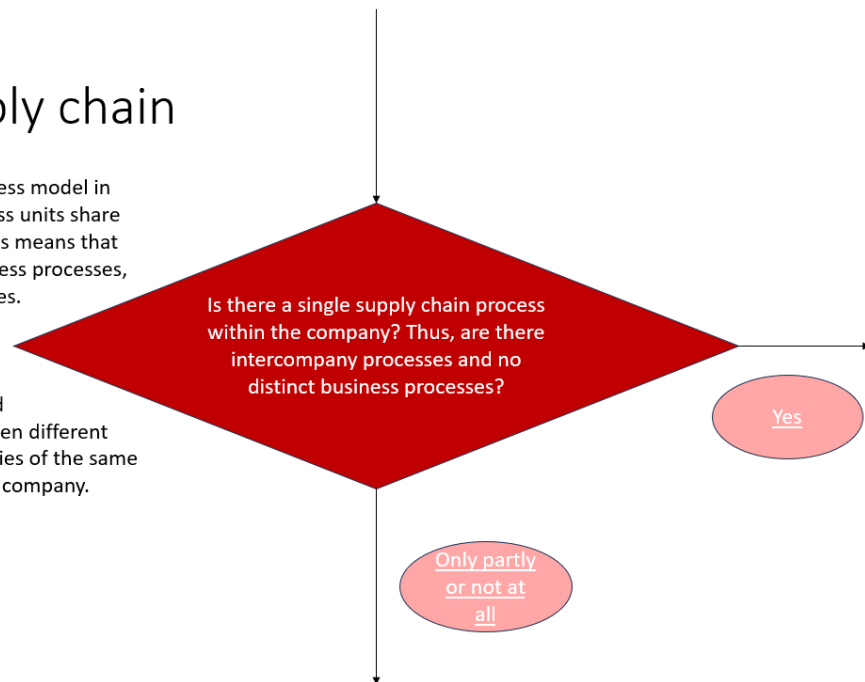 ply chain
ess model in
ss units share
s means that
ess processes,
es.
d
en different
ies of the same
company.
Is there a single supply chain process
within the company? Thus, are there
intercompany processes and no
distinct business processes?
Yes
Only partly
or not at
all